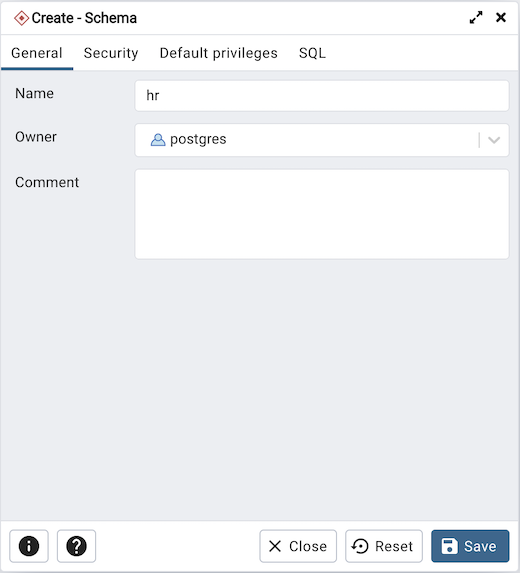 Create - Schema
General Security Default privileges SQL
Name hr
Owner postgres
Comment
Close Reset Save